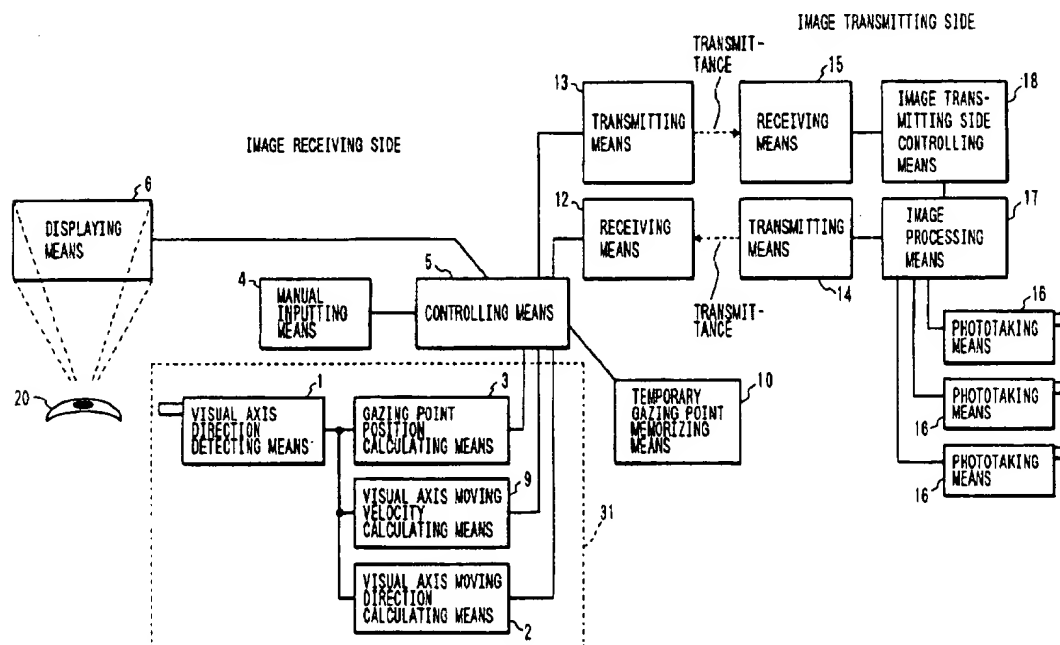 IMAGE TRANSMITTING SIDE
TRANSMIT-
TANCE
13
15
18
TRANSMITTING
MEANS
RECEIVING
MEANS
IMAGE TRANS-
MITTING SIDE
CONTROLLING
MEANS
IMAGE RECEIVING SIDE
6
DISPLAYING
MEANS
12
RECEIVING
MEANS
TRANSMITTING
MEANS
14
IMAGE
PROCESSING
MEANS
17
TRANSMIT-
TANCE
4
MANUAL
INPUTTING
MEANS
5
CONTROLLING MEANS
16
PHOTOTAKING
MEANS
PHOTOTAKING
MEANS
16
PHOTOTAKING
MEANS
16
20
1
VISUAL AXIS
DIRECTION
DETECTING MEANS
3
GAZING POINT
POSITION
CALCULATING MEANS
10
TEMPORARY
GAZING POINT
MEMORIZING
MEANS
9
VISUAL AXIS MOVING
VELOCITY
CALCULATING MEANS
31
VISUAL AXIS MOVING
DIRECTION
CALCULATING MEANS
2